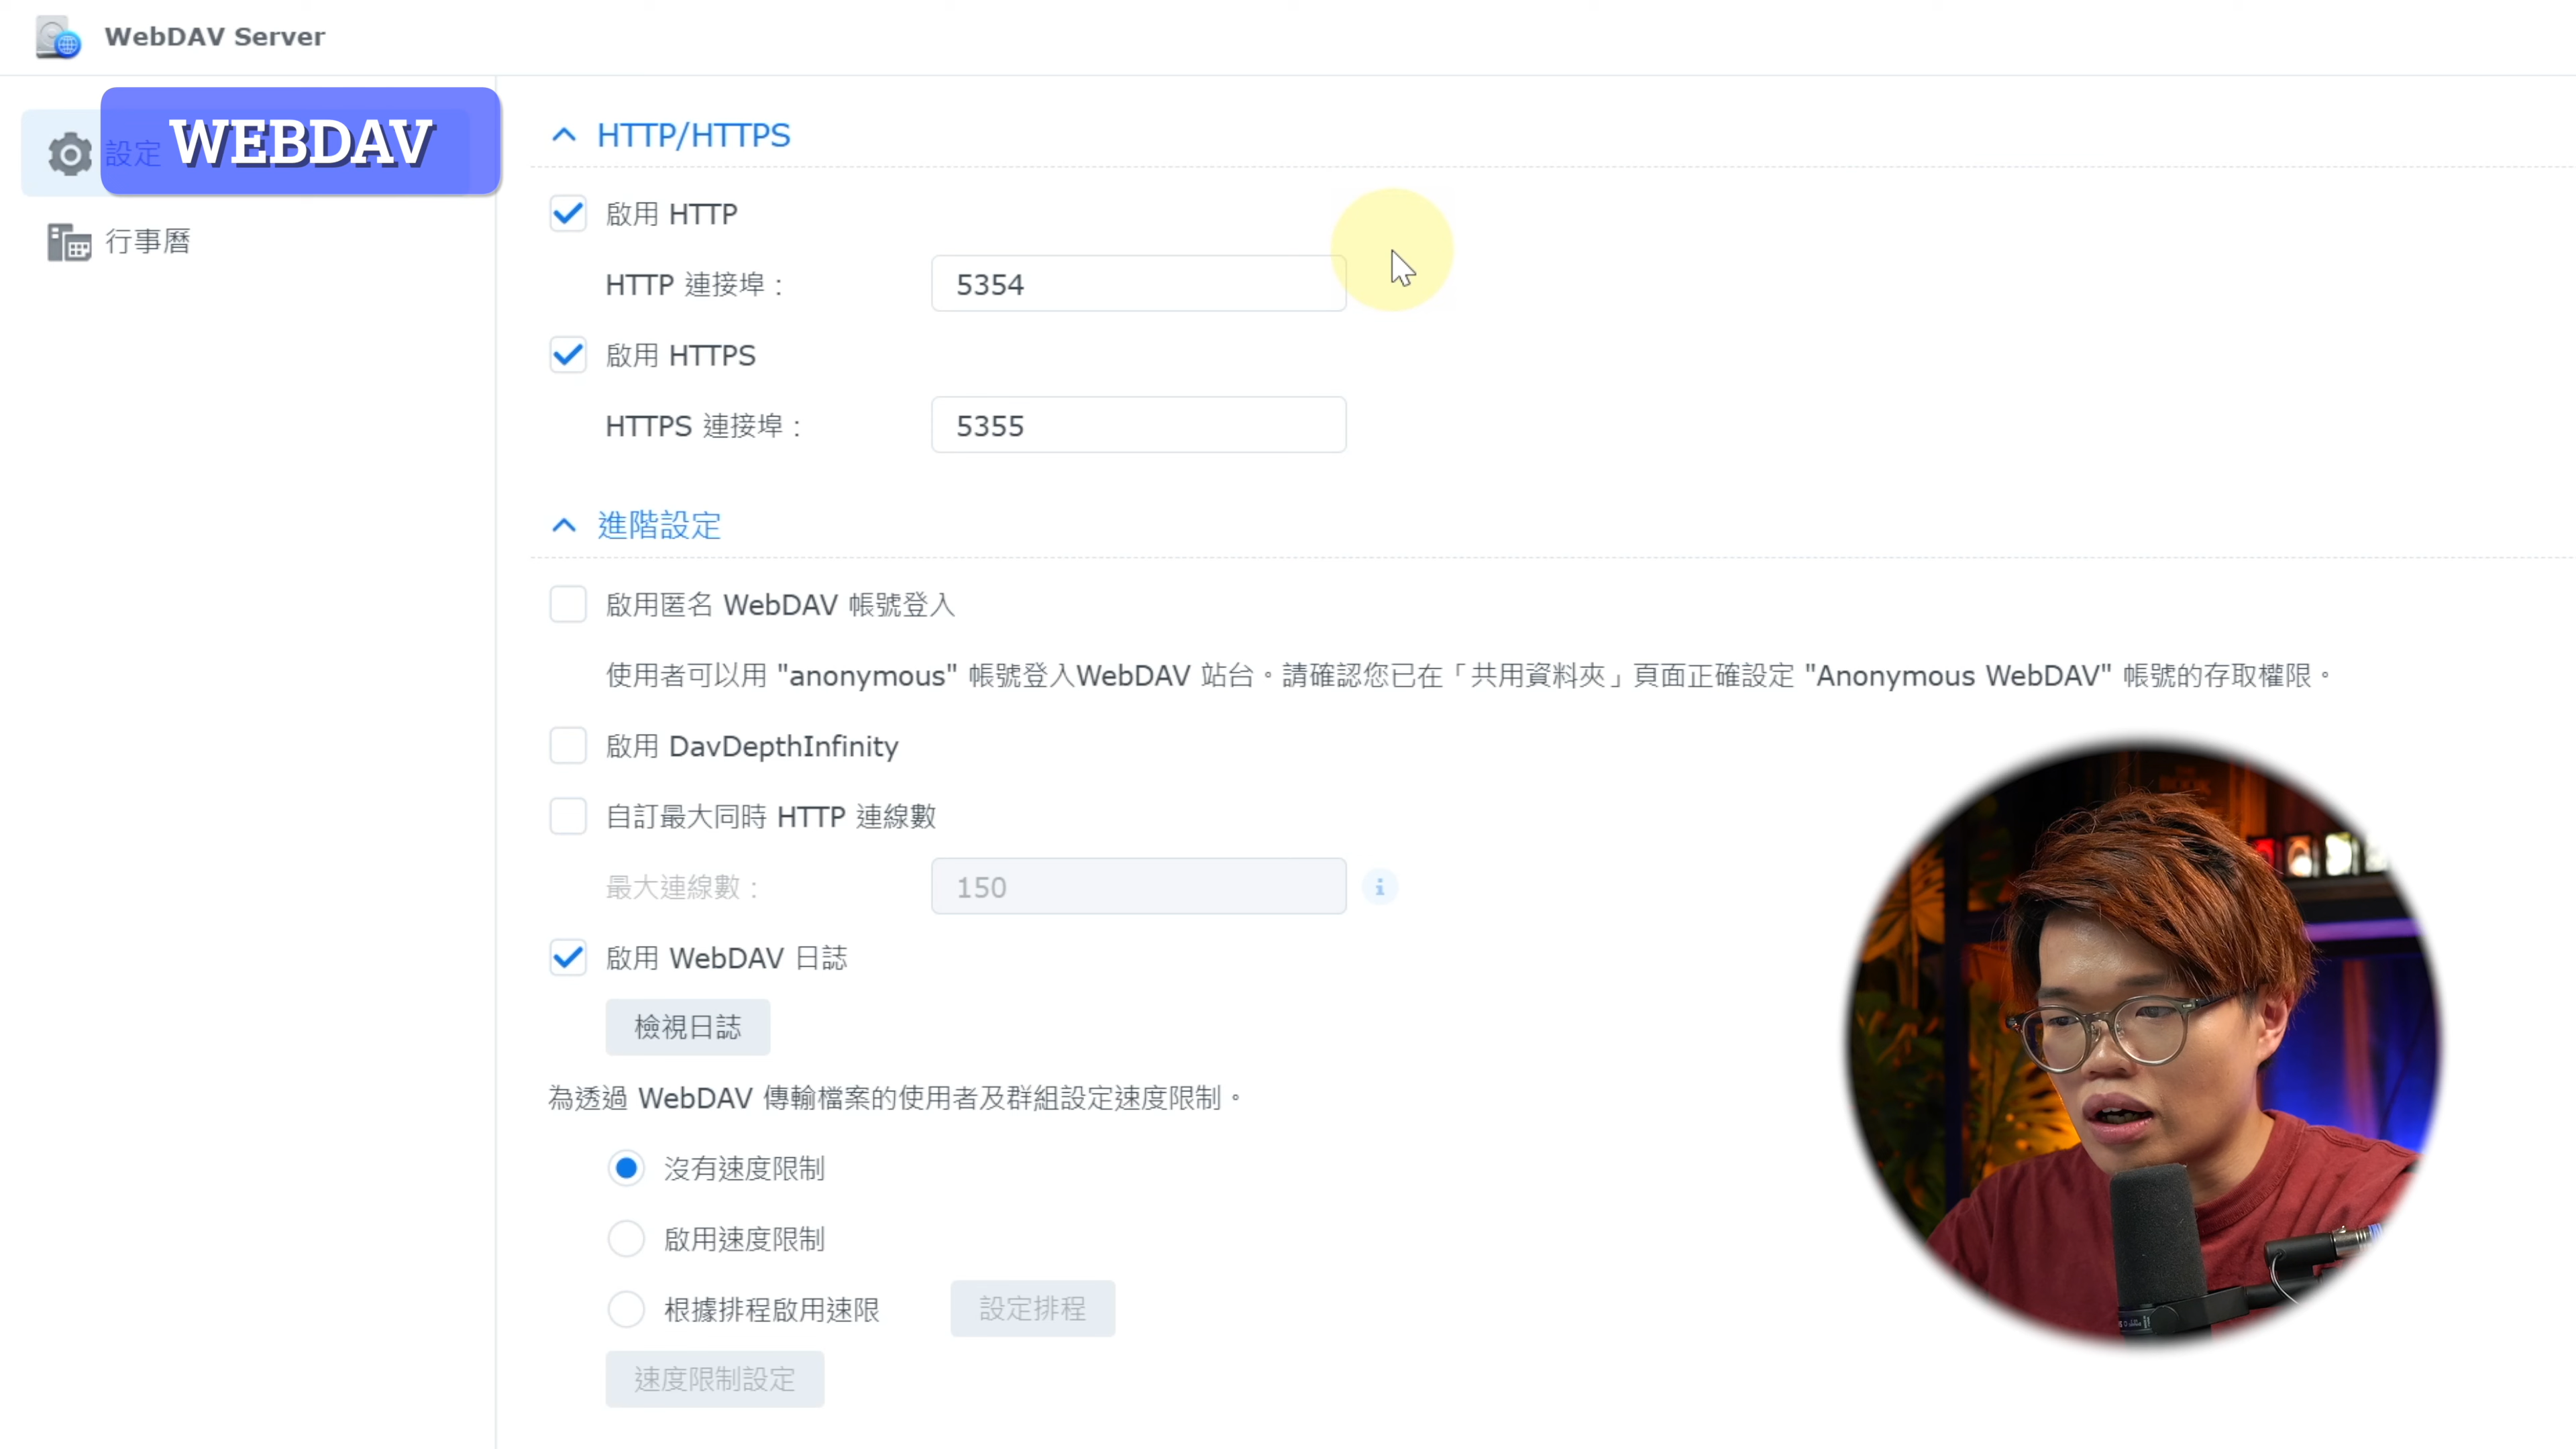 WebDAV Server
設定
WEBDAV
行事曆
HTTP/HTTPS
啟用 HTTP
HTTP 連接埠：
5354
啟用 HTTPS
HTTPS 連接埠：
5355
進階設定
啟用匿名 WebDAV 帳號登入
使用者可以用 "anonymous" 帳號登入WebDAV 站台。請確認您已在「共用資料夾」頁面正確設定 "Anonymous WebDAV" 帳號的存取權限。
啟用 DavDepthInfinity
自訂最大同時 HTTP 連線數
最大連線數：
150
啟用 WebDAV 日誌
檢視日誌
為透過 WebDAV 傳輸檔案的使用者及群組設定速度限制。
沒有速度限制
啟用速度限制
根據排程啟用速限
設定排程
速度限制設定